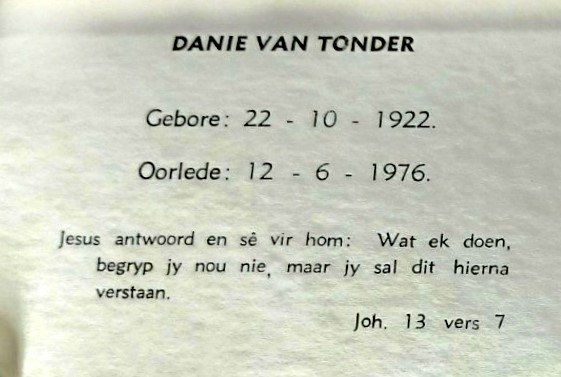 DANIE VAN TONDER
Gebore: 22 - 10 - 1922.
Oorlede: 12 - 6 - 1976.
Jesus antwoord en sê vir hom: Wat ek doen,
begryp jy nou nie, maar jy sal dit hierna
verstaan.
Joh. 13 vers 7